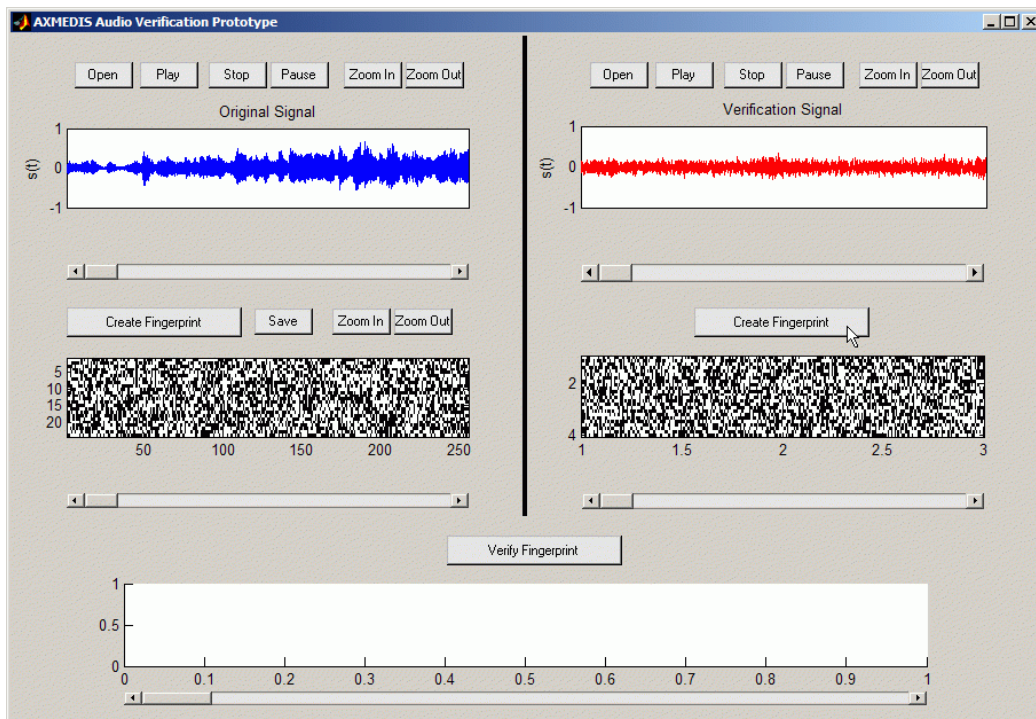 AXMEDIS Audio Verification Prototype
Open Play Stop Pause Zoom In Zoom Out
Original Signal
1
0
-1
s(t)
Create Fingerprint Save Zoom In Zoom Out
5
10
15
20
50 100 150 200 250
Open Play Stop Pause Zoom In Zoom Out
Verification Signal
1
0
-1
s(t)
Create Fingerprint
2
4
1 1.5 2 2.5 3
Verify Fingerprint
1
0.5
0
0 0.1 0.2 0.3 0.4 0.5 0.6 0.7 0.8 0.9 1